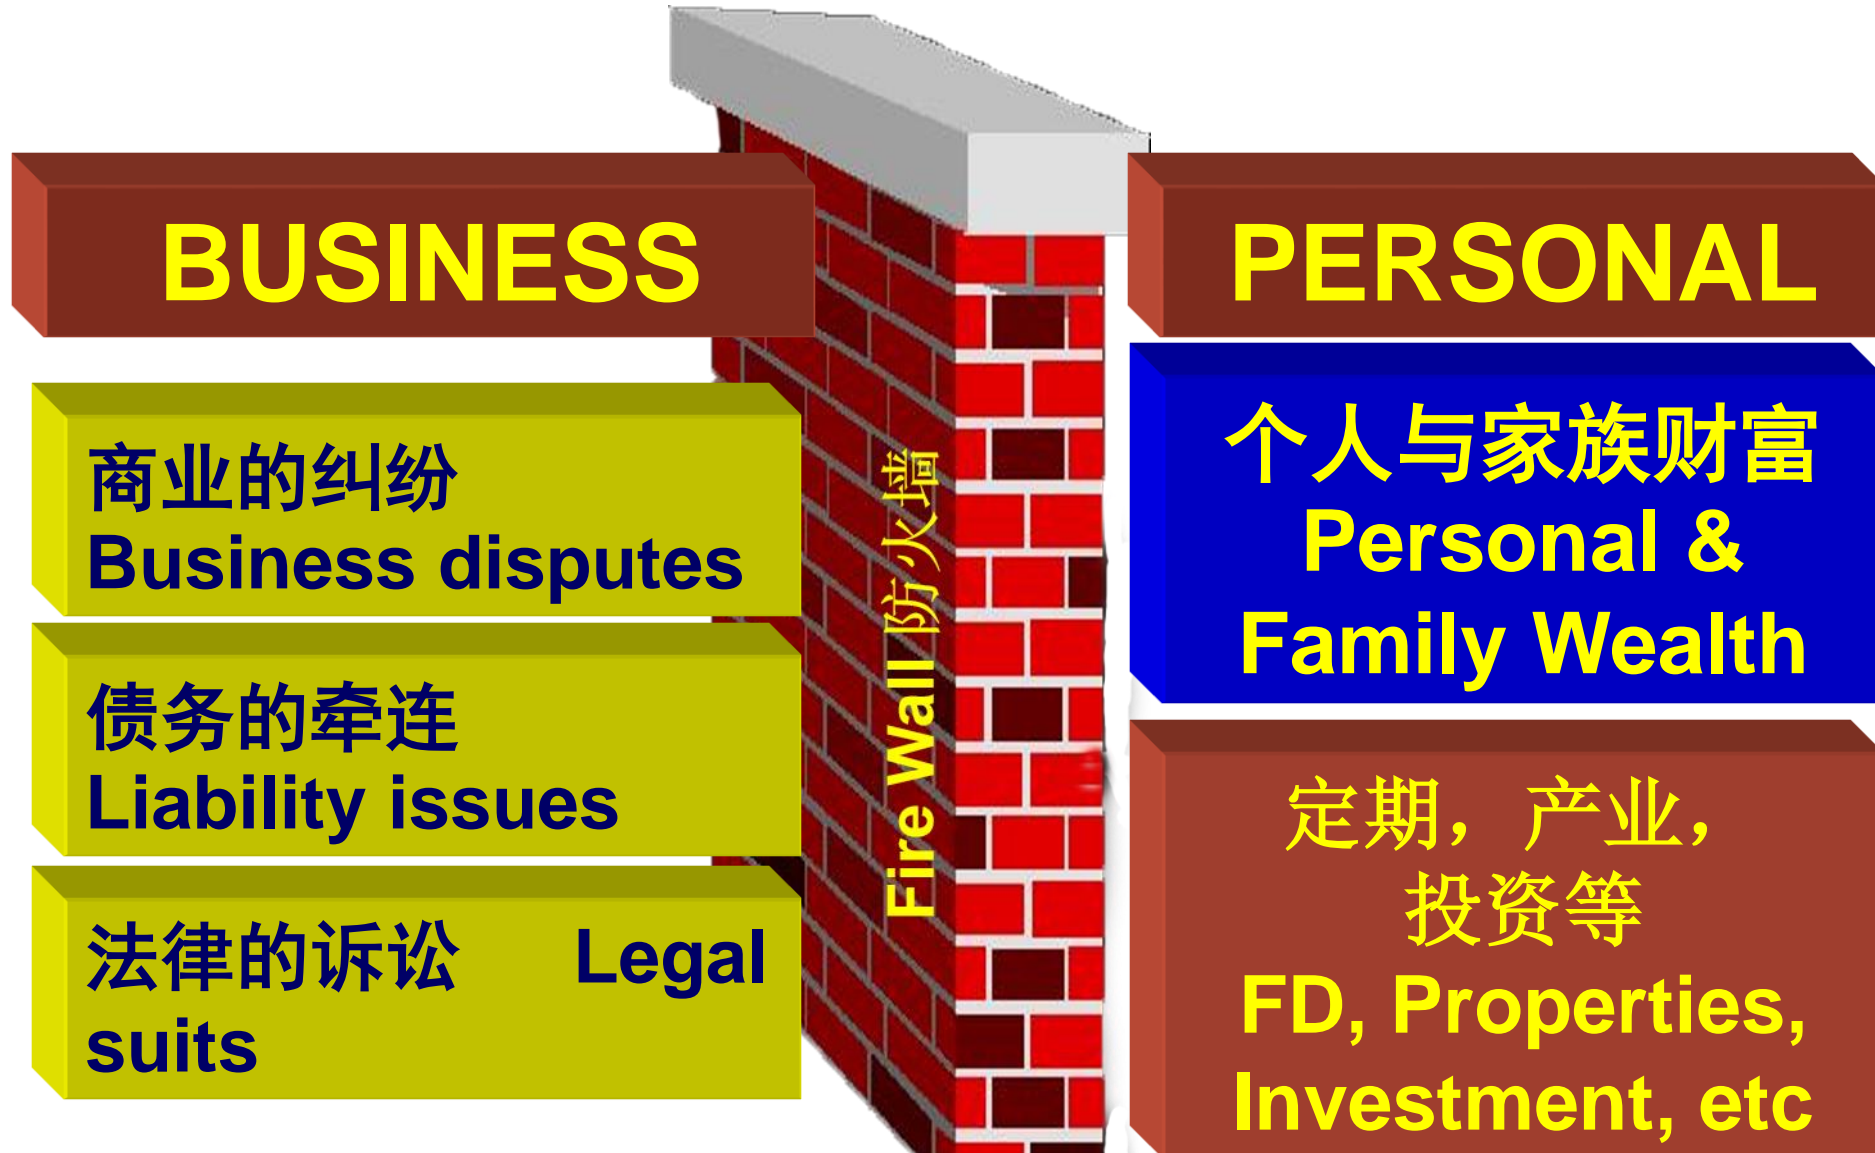 BUSINESS
商业的纠纷
Business disputes
债务的牵连
Liability issues
法律的诉讼 Legal
suits
Fire Wall 防火墙
PERSONAL
个人与家族财富
Personal &
Family Wealth
定期，产业，
投资等
FD, Properties,
Investment, etc